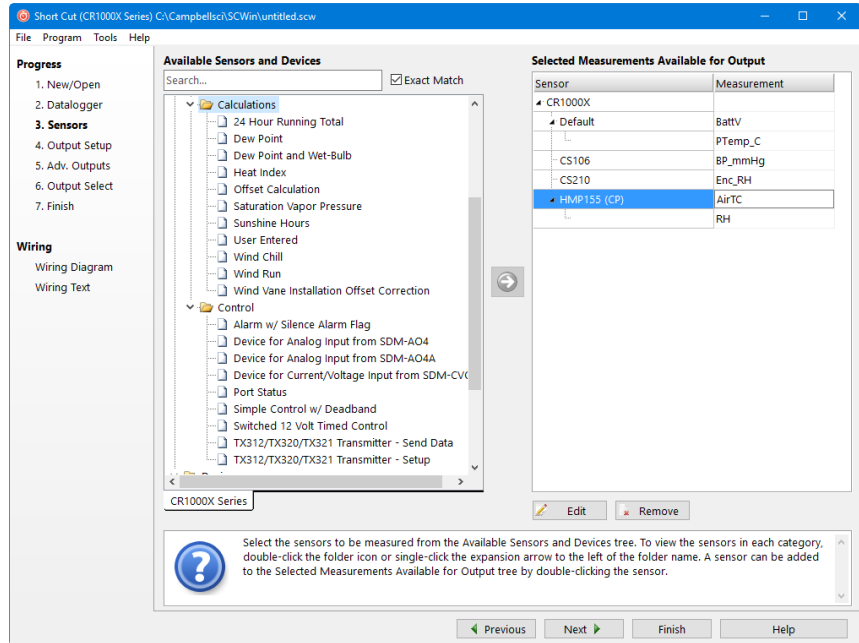 Short Cut (CR1000X Series) C:\Campbellsci\SCWin\untitled.scw
File Program Tools Help
Progress
1. New/Open
2. Datalogger
3. Sensors
4. Output Setup
5. Adv. Outputs
6. Output Select
7. Finish
Wiring
Wiring Diagram
Wiring Text
Available Sensors and Devices
Search...
Exact Match
Calculations
24 Hour Running Total
Dew Point
Dew Point and Wet-Bulb
Heat Index
Offset Calculation
Saturation Vapor Pressure
Sunshine Hours
User Entered
Wind Chill
Wind Run
Wind Vane Installation Offset Correction
Control
Alarm w/ Silence Alarm Flag
Device for Analog Input from SDM-AO4
Device for Analog Input from SDM-AO4A
Device for Current/Voltage Input from SDM-CVO
Port Status
Simple Control w/ Deadband
Switched 12 Volt Timed Control
TX312/TX320/TX321 Transmitter - Send Data
TX312/TX320/TX321 Transmitter - Setup
CR1000X Series
Selected Measurements Available for Output
Sensor Measurement
CR1000X
Default BattV
PTemp_C
CS106 BP_mmHg
CS210 Enc_RH
HMP155 (CP) AirTC
RH
Edit Remove
Select the sensors to be measured from the Available Sensors and Devices tree. To view the sensors in each category,
double-click the folder icon or single-click the expansion arrow to the left of the folder name. A sensor can be added
to the Selected Measurements Available for Output tree by double-clicking the sensor.
Previous Next Finish Help